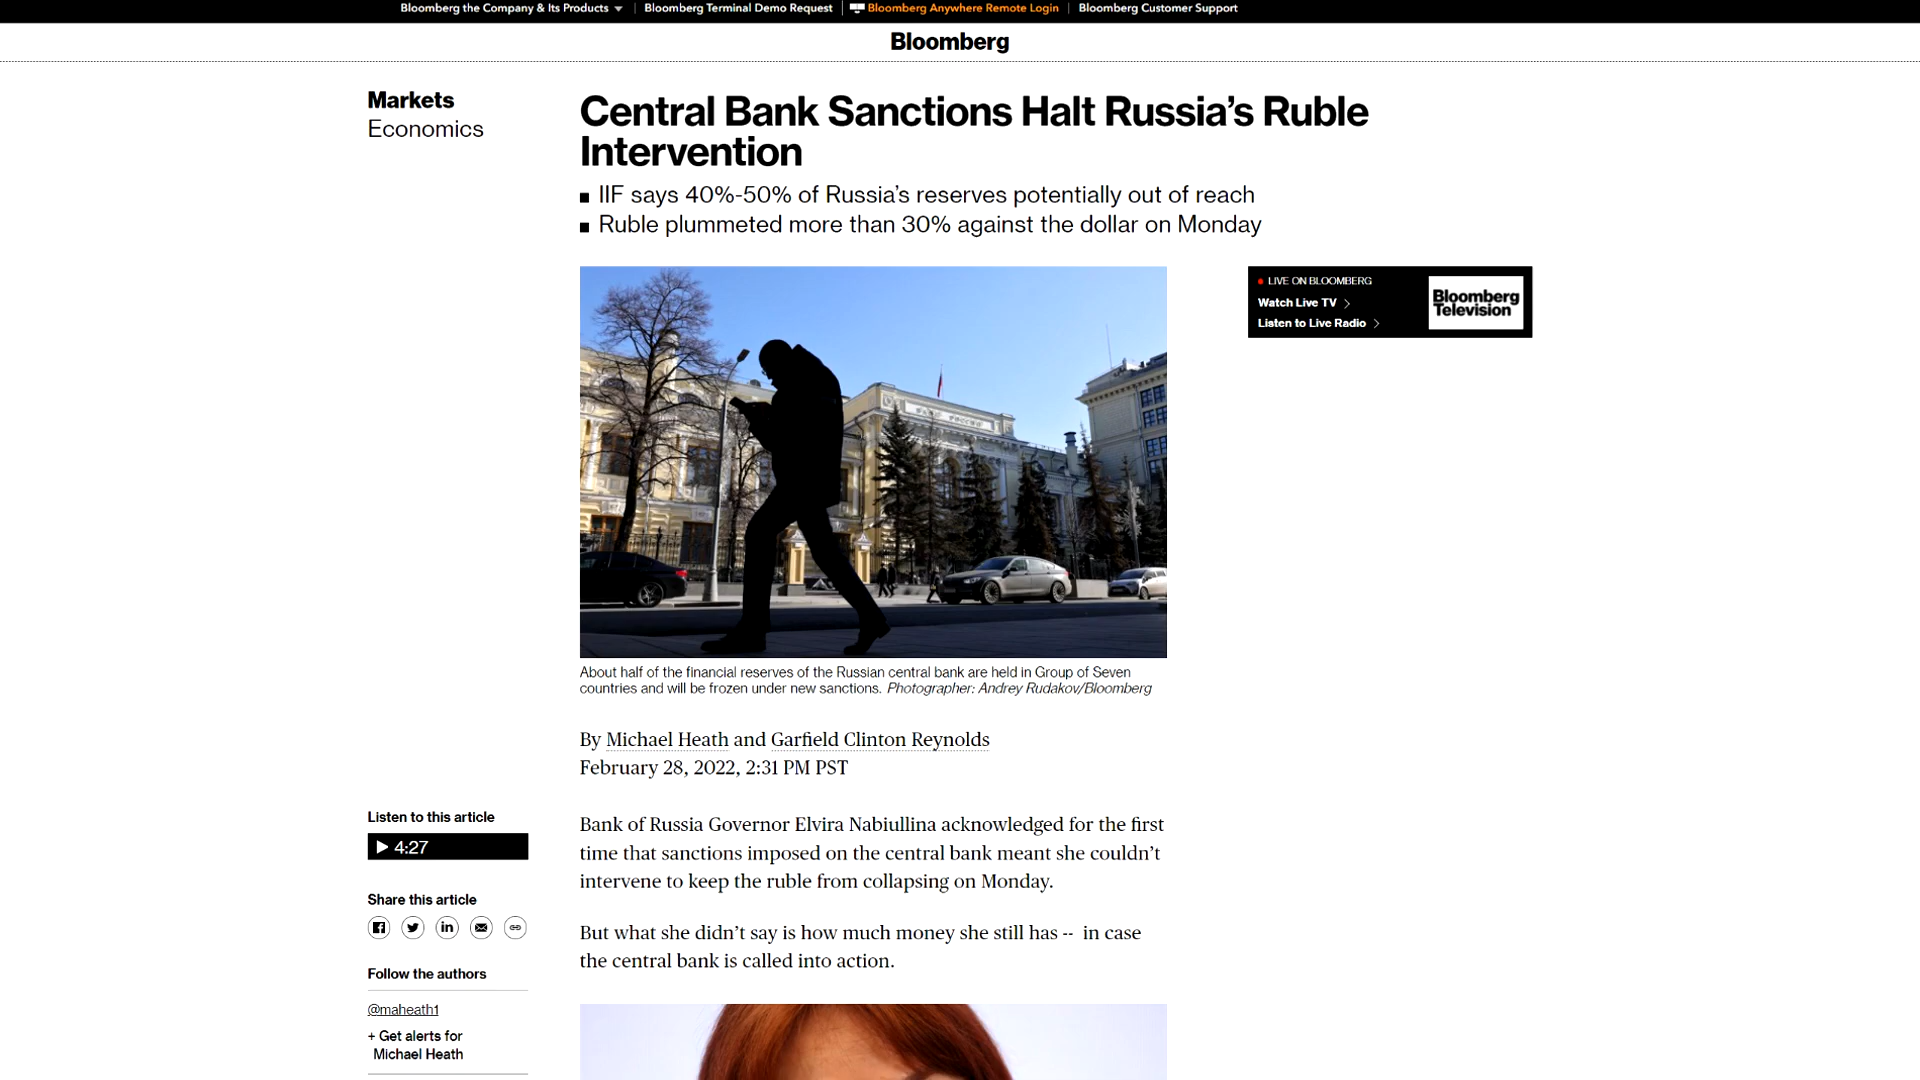 Bloomberg the Company & Its Products
Bloomberg Terminal Demo Request
Bloomberg Anywhere Remote Login
Bloomberg Customer Support
Bloomberg
Markets
Economics
Central Bank Sanctions Halt Russia’s Ruble
Intervention
IIF says 40%-50% of Russia’s reserves potentially out of reach
Ruble plummeted more than 30% against the dollar on Monday
LIVE ON BLOOMBERG
Watch Live TV
Listen to Live Radio
Bloomberg
Television
About half of the financial reserves of the Russian central bank are held in Group of Seven
countries and will be frozen under new sanctions. Photographer: Andrey Rudakov/Bloomberg
By Michael Heath and Garfield Clinton Reynolds
February 28, 2022, 2:31 PM PST
Listen to this article
4:27
Share this article
Follow the authors
@maheath1
+ Get alerts for
Michael Heath
Bank of Russia Governor Elvira Nabiullina acknowledged for the first
time that sanctions imposed on the central bank meant she couldn’t
intervene to keep the ruble from collapsing on Monday.
But what she didn’t say is how much money she still has -- in case
the central bank is called into action.